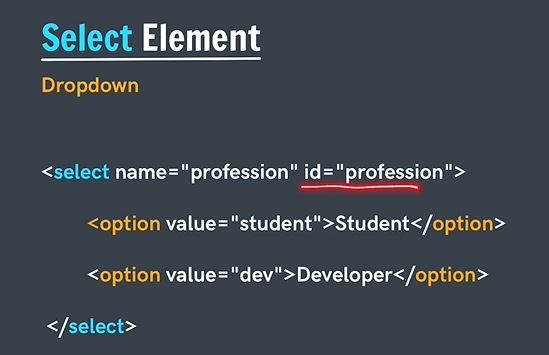 Select Element
Dropdown
<select name="profession" id="profession">
<option value="student">Student</option>
<option value="dev">Developer</option>
</select>